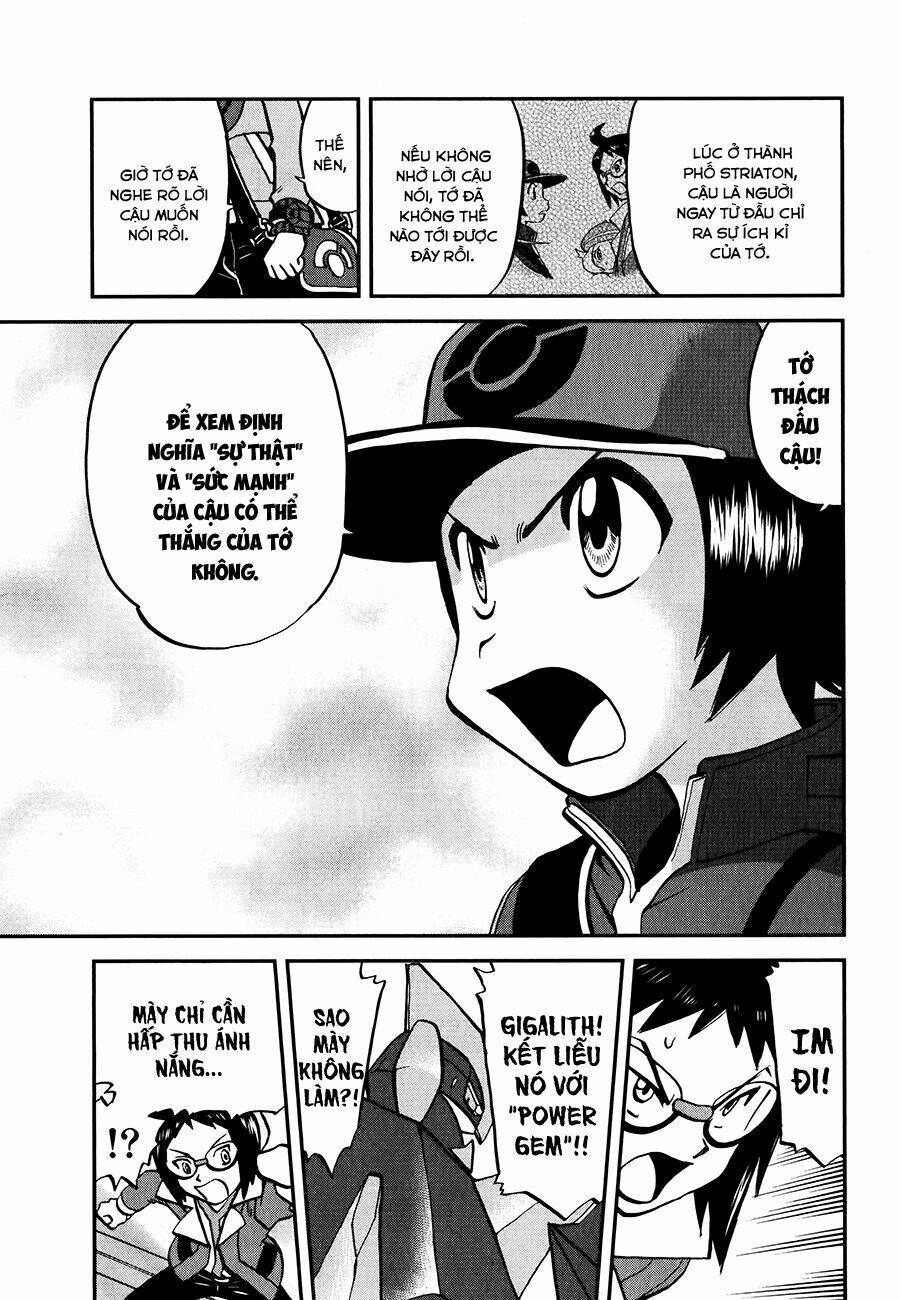 LÚC Ở THÀNH
PHỐ STRIATON,
CẬU LÀ NGƯỜI
NGAY TỪ ĐẦU CHỈ
RA SỰ ÍCH KỈ
CỦA TỚ.
NẾU KHÔNG
NHỜ LỜI CẬU
NÓI, TỚ ĐÃ
KHÔNG THỂ
NÀO TỚI ĐƯỢC
ĐÂY RỒI.
THẾ
NÊN,
GIỜ TỚ ĐÃ
NGHE RÕ LỜI
CẬU MUỐN
NÓI RỒI.
TỚ
THÁCH
ĐẤU
CẬU!
ĐỂ XEM ĐỊNH
NGHĨA "SỰ THẬT"
VÀ "SỨC MẠNH"
CỦA CẬU CÓ THỂ
THẮNG CỦA TỚ
KHÔNG.
IM
ĐI!
GIGALITH!
KẾT LIỄU
NÓ VỚI
"POWER
GEM"!!
SAO
MÀY
KHÔNG
LÀM?!
MÀY CHỈ CẦN
HẤP THU ÁNH
NẮNG...
!?